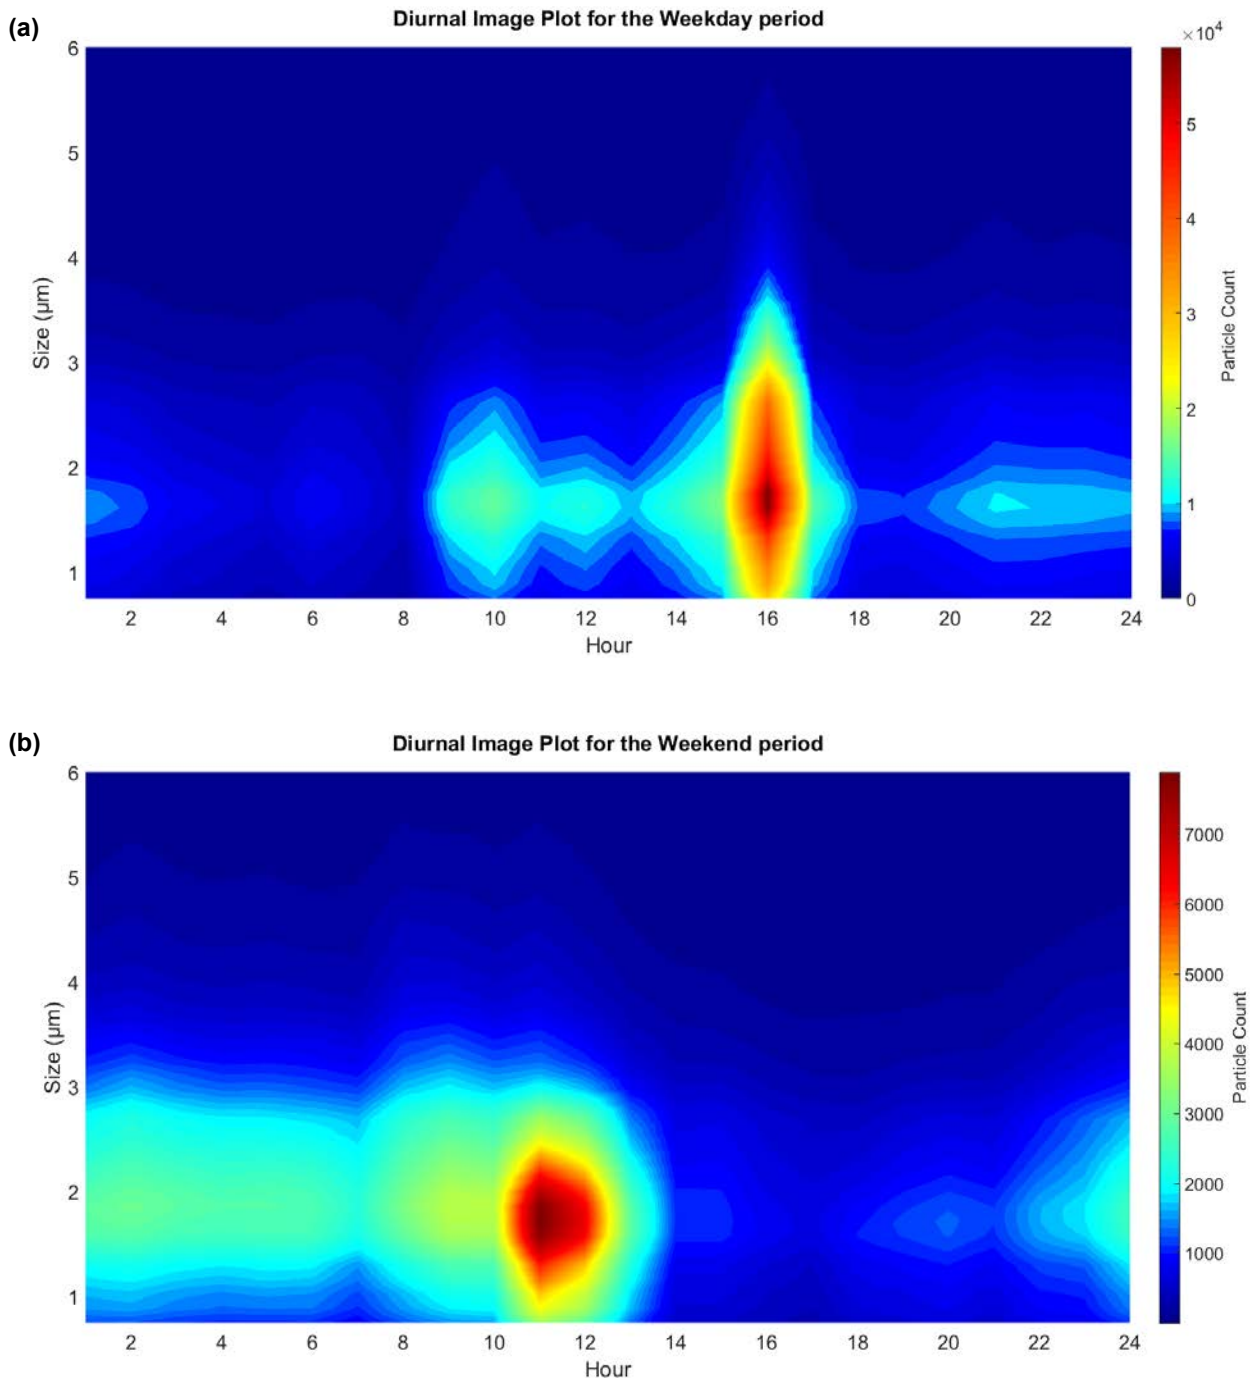 (a)
Diurnal Image Plot for the Weekday period
×10⁴
6
5
4
3
2
1
Size (µm)
2 4 6 8 10 12 14 16 18 20 22 24
Hour
5
4
3
2
1
0
Particle Count
(b)
Diurnal Image Plot for the Weekend period
6
5
4
3
2
1
Size (µm)
2 4 6 8 10 12 14 16 18 20 22 24
Hour
7000
6000
5000
4000
3000
2000
1000
Particle Count